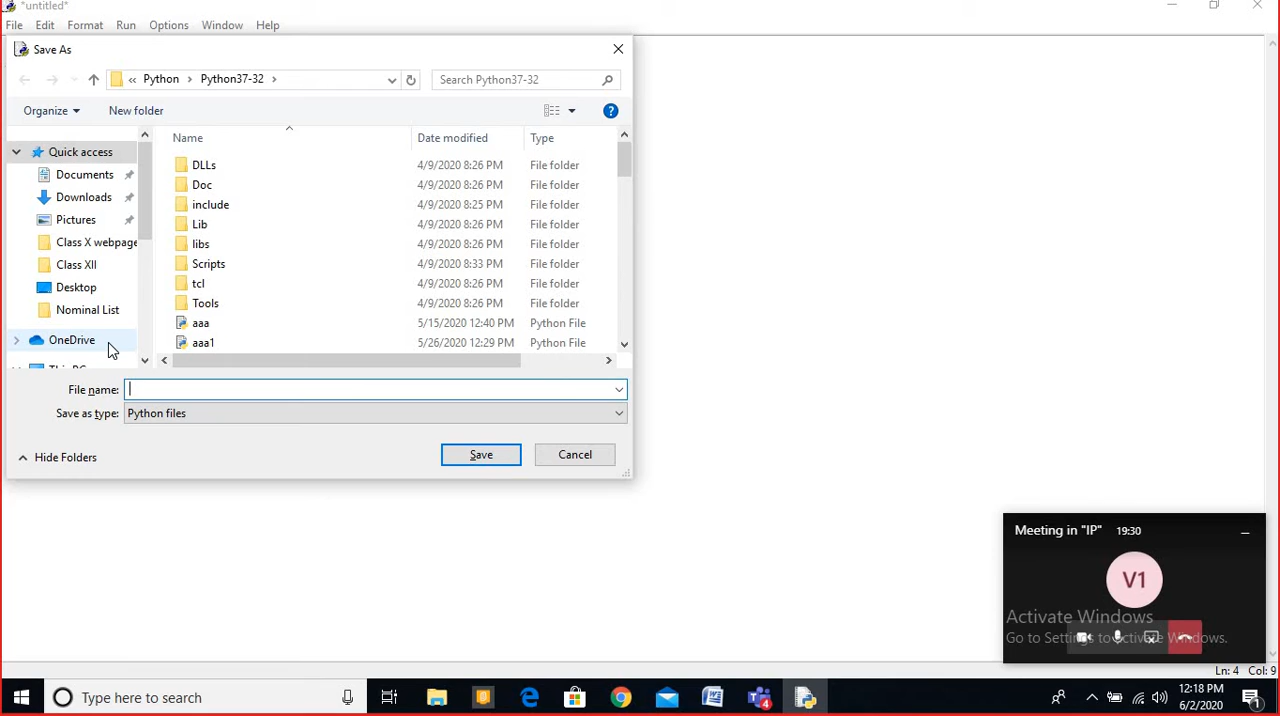 *untitled*
File Edit Format Run Options Window Help
Save As
« Python Python37-32
Search Python37-32
Organize New folder
Name Date modified Type
Quick access
Documents
Downloads
Pictures
Class X webpage
Class XII
Desktop
Nominal List
OneDrive
DLLs 4/9/2020 8:26 PM File folder
Doc 4/9/2020 8:26 PM File folder
include 4/9/2020 8:25 PM File folder
Lib 4/9/2020 8:26 PM File folder
libs 4/9/2020 8:26 PM File folder
Scripts 4/9/2020 8:33 PM File folder
tcl 4/9/2020 8:26 PM File folder
Tools 4/9/2020 8:26 PM File folder
aaa 5/15/2020 12:40 PM Python File
aaa1 5/26/2020 12:29 PM Python File
File name:
Save as type: Python files
Hide Folders
Save Cancel
Meeting in "IP" 19:30
V1
Activate Windows
Go to Settings to activate Windows.
Ln: 4 Col: 9
Type here to search
4
12:18 PM
6/2/2020
1